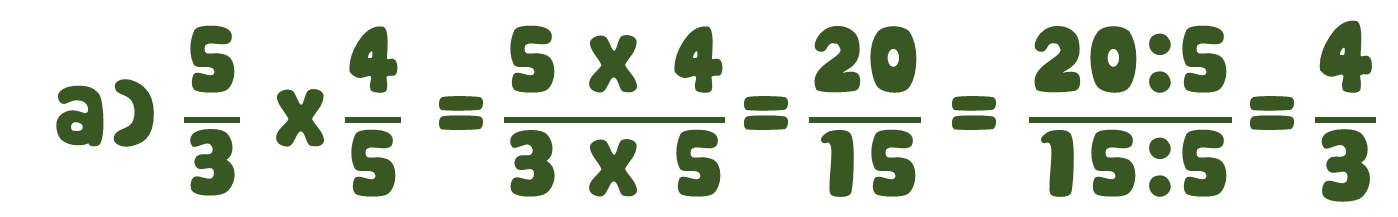 a) 5/3 x 4/5 = 5 x 4/3 x 5 = 20/15 = 20:5/15:5 = 4/3